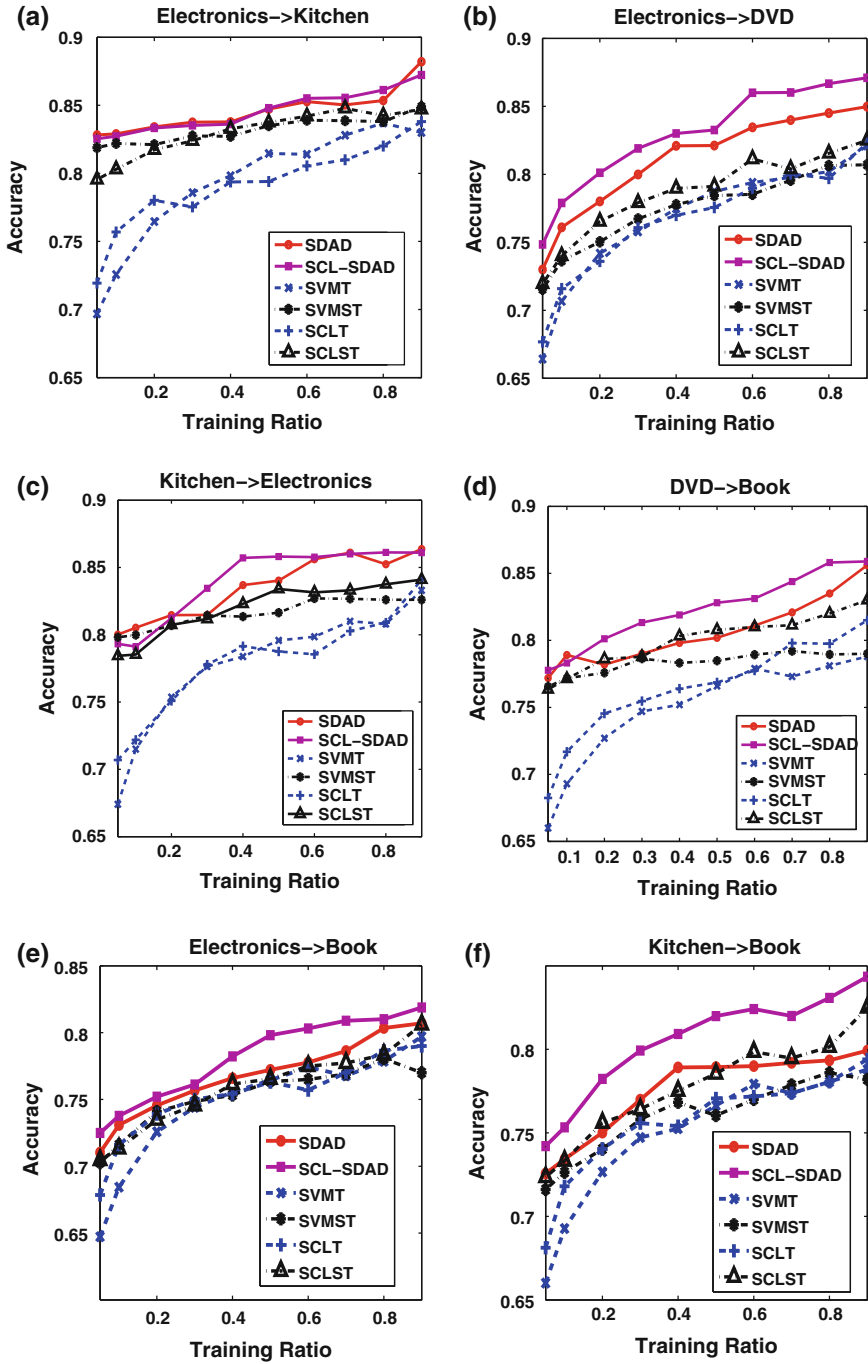 (a)
Electronics->Kitchen
0.9
0.85
0.8
0.75
0.7
0.65
Accuracy
0.2
0.4
0.6
0.8
Training Ratio
SDAD
SCL-SDAD
SVMT
SVMST
SCLT
SCLST
(b)
Electronics->DVD
0.9
0.85
0.8
0.75
0.7
0.65
Accuracy
0.2
0.4
0.6
0.8
Training Ratio
SDAD
SCL-SDAD
SVMT
SVMST
SCLT
SCLST
(c)
Kitchen->Electronics
0.9
0.85
0.8
0.75
0.7
0.65
Accuracy
0.2
0.4
0.6
0.8
Training Ratio
SDAD
SCL-SDAD
SVMT
SVMST
SCLT
SCLST
(d)
DVD->Book
0.9
0.85
0.8
0.75
0.7
0.65
Accuracy
0.1
0.2
0.3
0.4
0.5
0.6
0.7
0.8
Training Ratio
SDAD
SCL-SDAD
SVMT
SVMST
SCLT
SCLST
(e)
Electronics->Book
0.85
0.8
0.75
0.7
0.65
Accuracy
0.2
0.4
0.6
0.8
Training Ratio
SDAD
SCL-SDAD
SVMT
SVMST
SCLT
SCLST
(f)
Kitchen->Book
0.8
0.75
0.7
0.65
Accuracy
0.2
0.4
0.6
0.8
Training Ratio
SDAD
SCL-SDAD
SVMT
SVMST
SCLT
SCLST